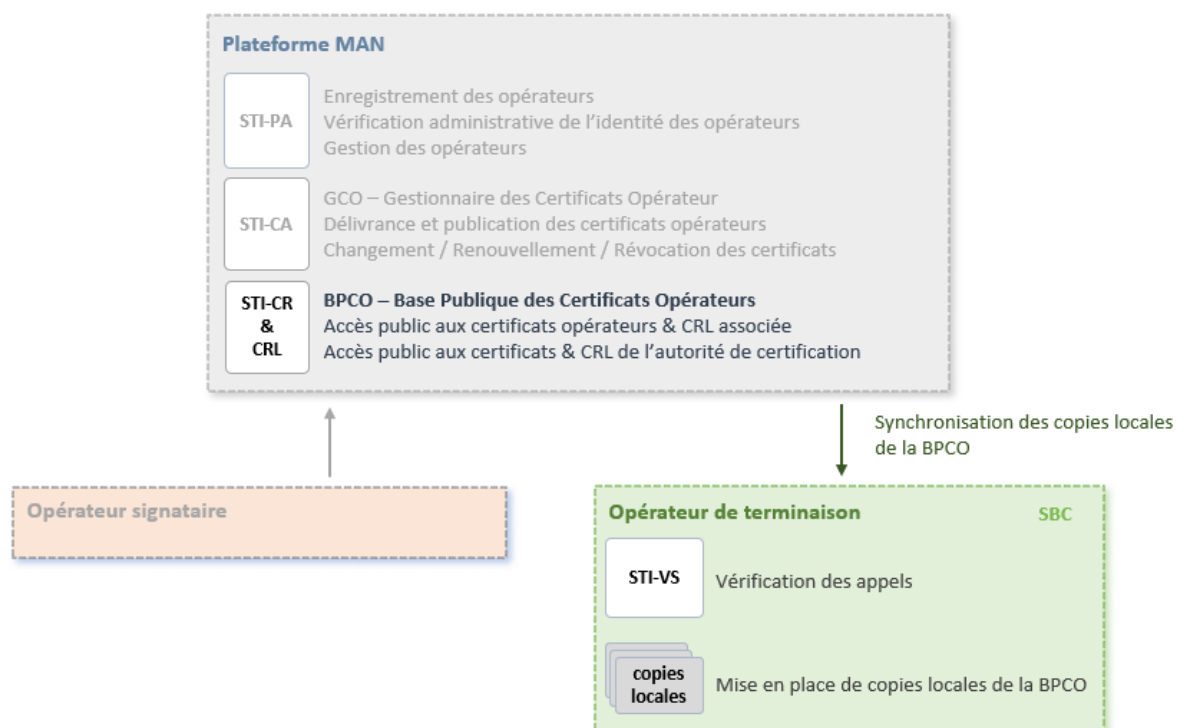 Plateforme MAN
STI-PA
Enregistrement des opérateurs
Vérification administrative de l'identité des opérateurs
Gestion des opérateurs
STI-CA
GCO – Gestionnaire des Certificats Opérateur
Délivrance et publication des certificats opérateurs
Changement / Renouvellement / Révocation des certificats
STI-CR
&
CRL
BPCO – Base Publique des Certificats Opérateurs
Accès public aux certificats opérateurs & CRL associée
Accès public aux certificats & CRL de l'autorité de certification
Synchronisation des copies locales
de la BPCO
Opérateur signataire
Opérateur de terminaison
SBC
STI-VS
Vérification des appels
copies
locales
Mise en place de copies locales de la BPCO